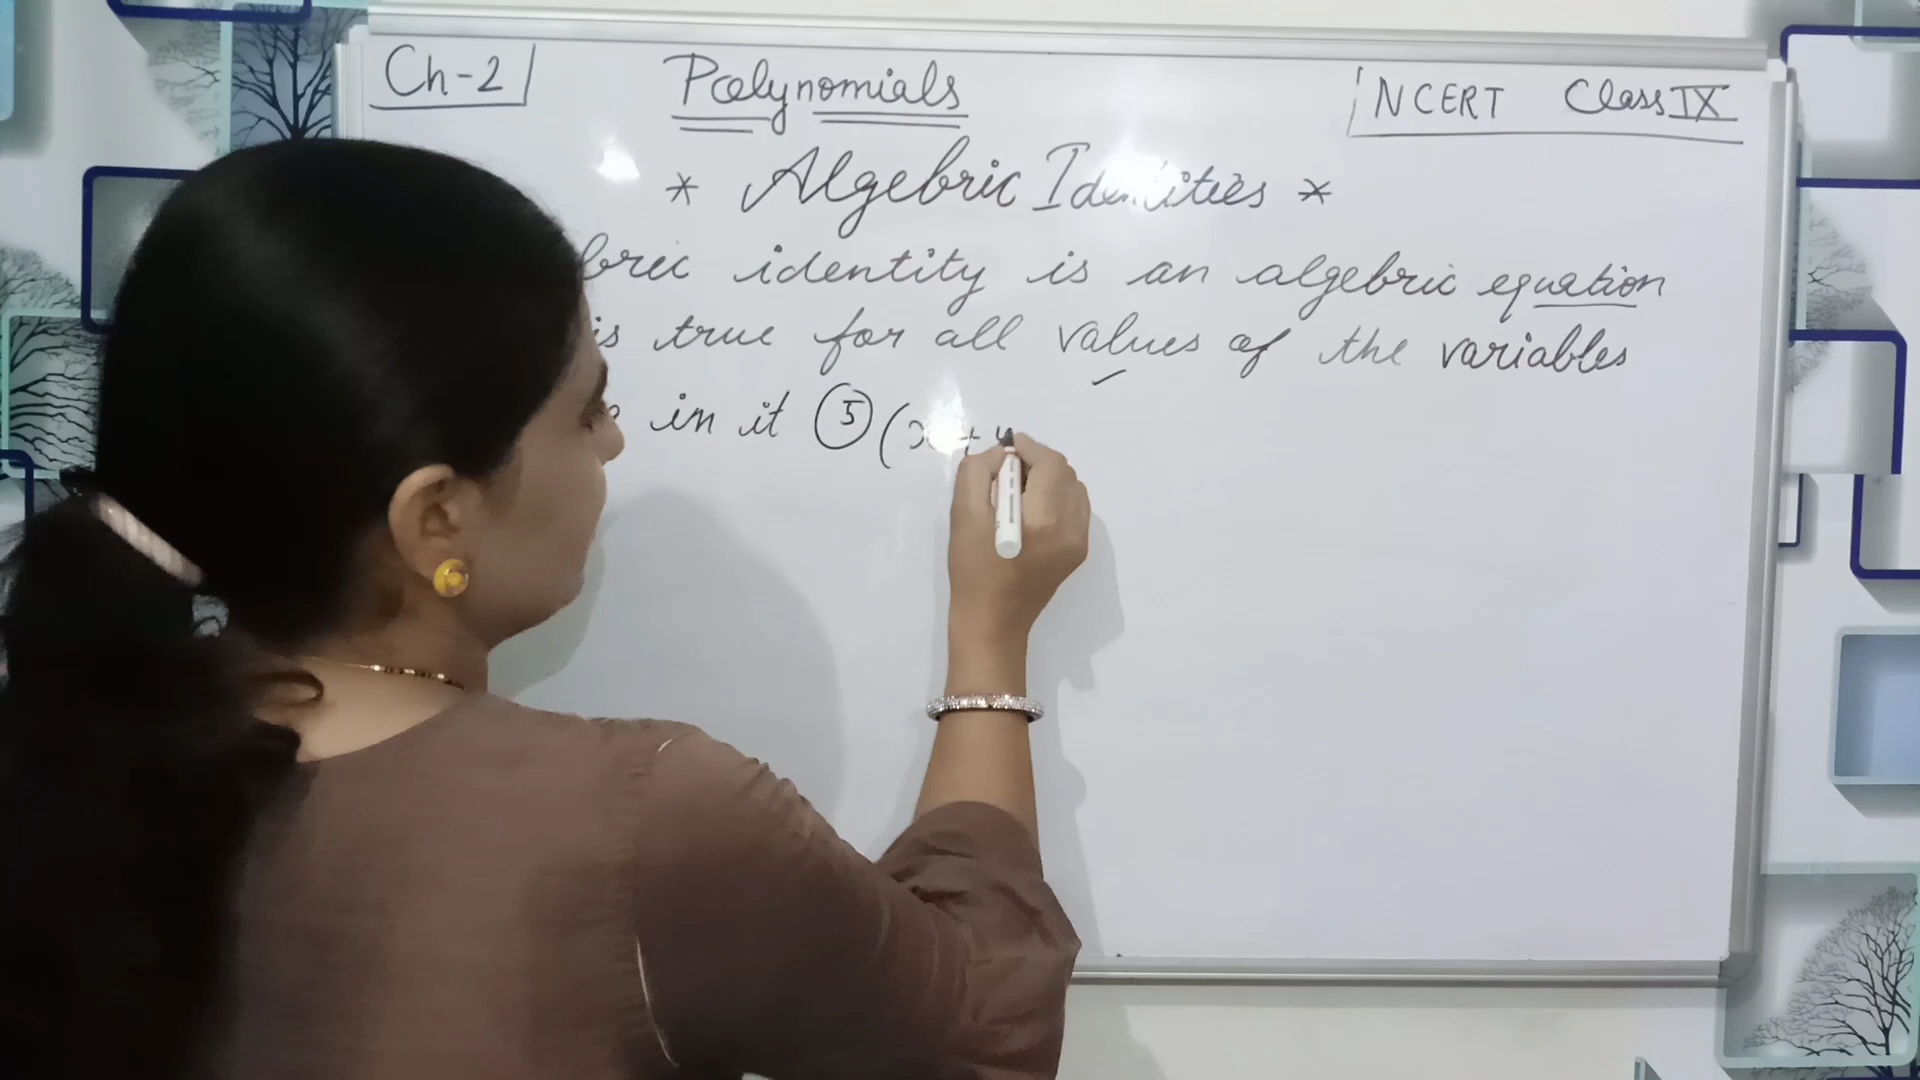 Ch-2
Polynomials
NCERT Class IX
* Algebric Identities *
bric identity is an algebric equation
is true for all values of the variables
in it ⑤ (x + y